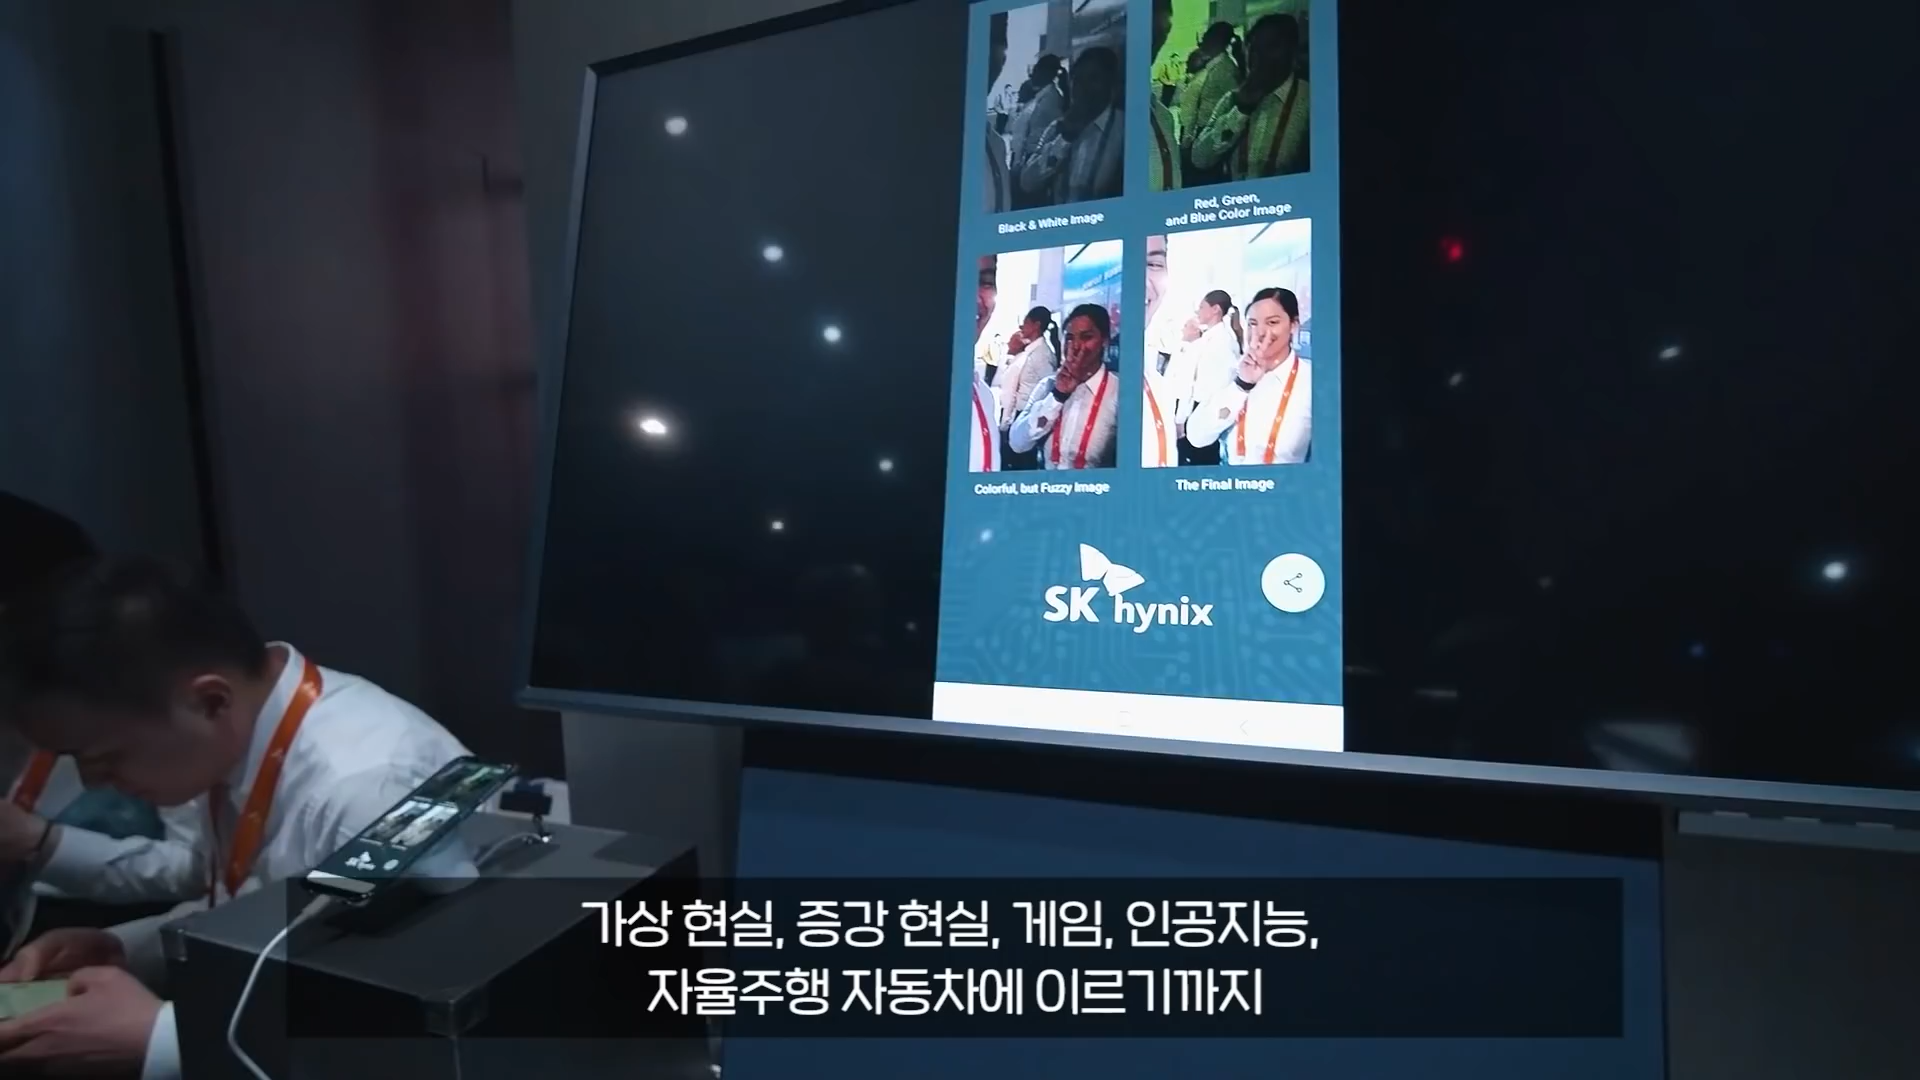 Black & White Image
Red, Green,
and Blue Color Image
Colorful, but Fuzzy Image
The Final Image
SK hynix
SK
가상 현실, 증강 현실, 게임, 인공지능,
자율주행 자동차에 이르기까지